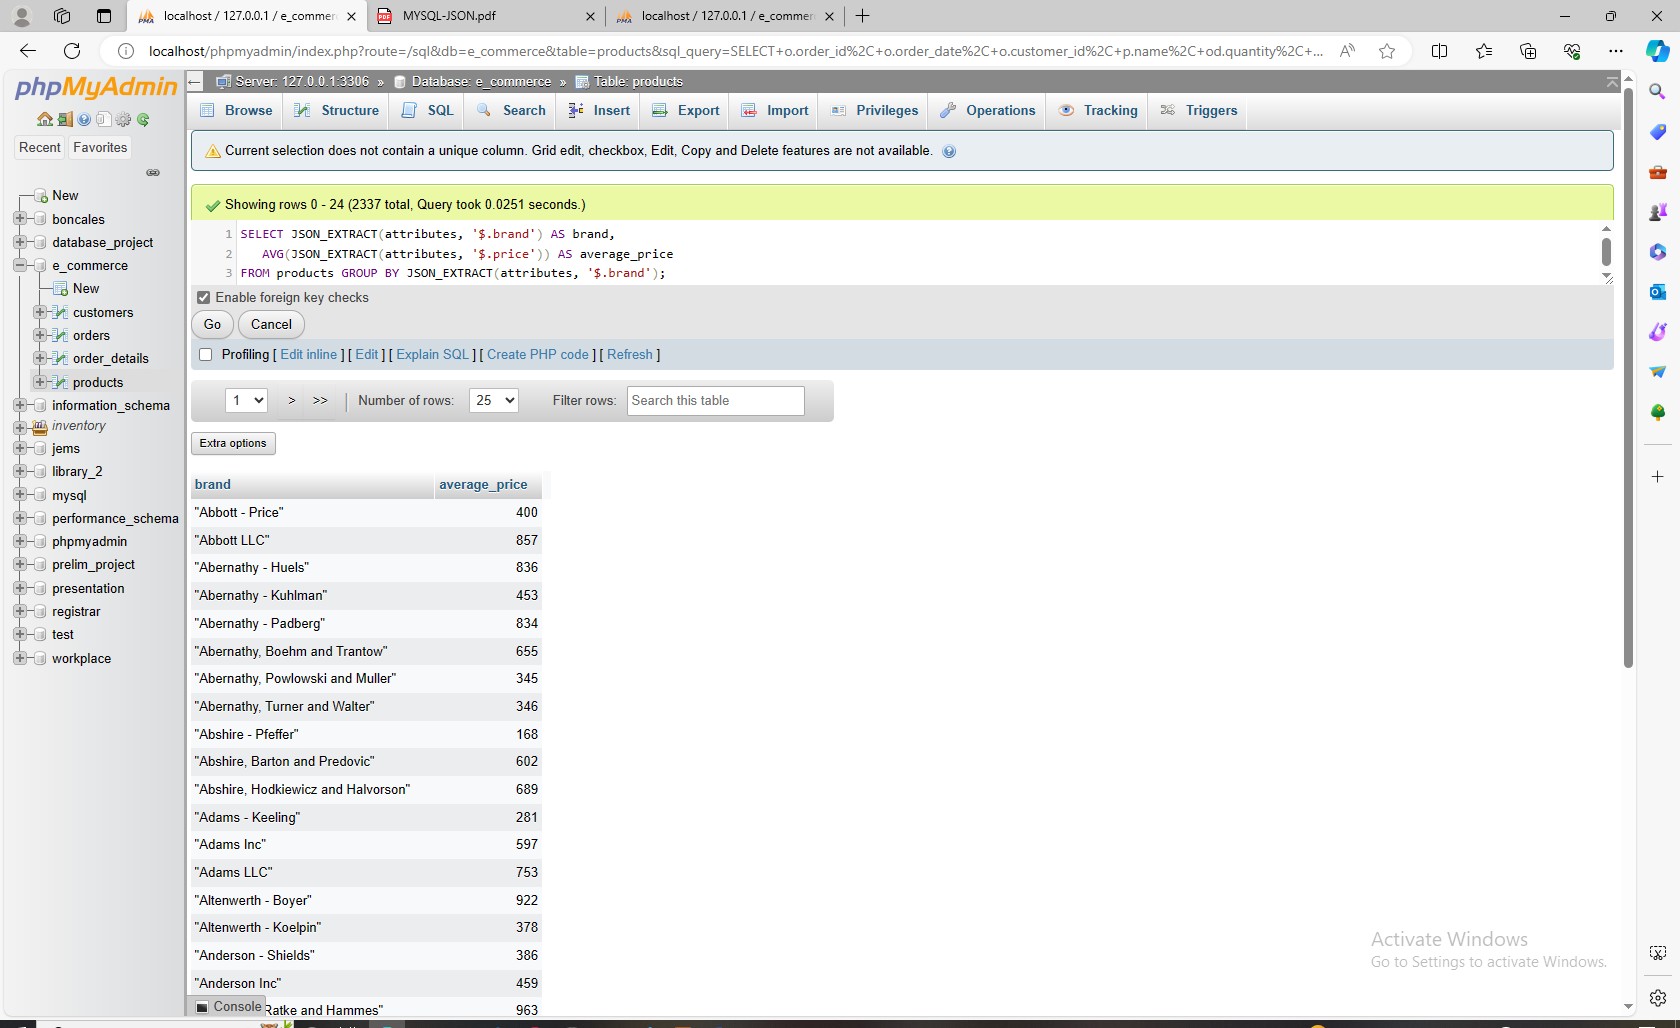 localhost / 127.0.0.1 / e_commer
MYSQL-JSON.pdf
localhost / 127.0.0.1 / e_commer
localhost/phpmyadmin/index.php?route=/sql&db=e_commerce&table=products&sql_query=SELECT+o.order_id%2C+o.order_date%2C+o.customer_id%2C+p.name%2C+od.quantity%2C+...
phpMyAdmin
Recent
Favorites
New
boncales
database_project
e_commerce
New
customers
orders
order_details
products
information_schema
inventory
jems
library_2
mysql
performance_schema
phpmyadmin
prelim_project
presentation
registrar
test
workplace
Server: 127.0.0.1:3306 » Database: e_commerce » Table: products
Browse Structure SQL Search Insert Export Import Privileges Operations Tracking Triggers
Current selection does not contain a unique column. Grid edit, checkbox, Edit, Copy and Delete features are not available.
Showing rows 0 - 24 (2337 total, Query took 0.0251 seconds.)
1 SELECT JSON_EXTRACT(attributes, '$.brand') AS brand,
2 AVG(JSON_EXTRACT(attributes, '$.price')) AS average_price
3 FROM products GROUP BY JSON_EXTRACT(attributes, '$.brand');
Enable foreign key checks
Go Cancel
Profiling [ Edit inline ] [ Edit ] [ Explain SQL ] [ Create PHP code ] [ Refresh ]
1 > >> | Number of rows: 25 Filter rows: Search this table
Extra options
brand average_price
"Abbott - Price" 400
"Abbott LLC" 857
"Abernathy - Huels" 836
"Abernathy - Kuhlman" 453
"Abernathy - Padberg" 834
"Abernathy, Boehm and Trantow" 655
"Abernathy, Powlowski and Muller" 345
"Abernathy, Turner and Walter" 346
"Abshire - Pfeffer" 168
"Abshire, Barton and Predovic" 602
"Abshire, Hodkiewicz and Halvorson" 689
"Adams - Keeling" 281
"Adams Inc" 597
"Adams LLC" 753
"Altenwerth - Boyer" 922
"Altenwerth - Koelpin" 378
"Anderson - Shields" 386
"Anderson Inc" 459
Ratke and Hammes" 963
Console
Activate Windows
Go to Settings to activate Windows.